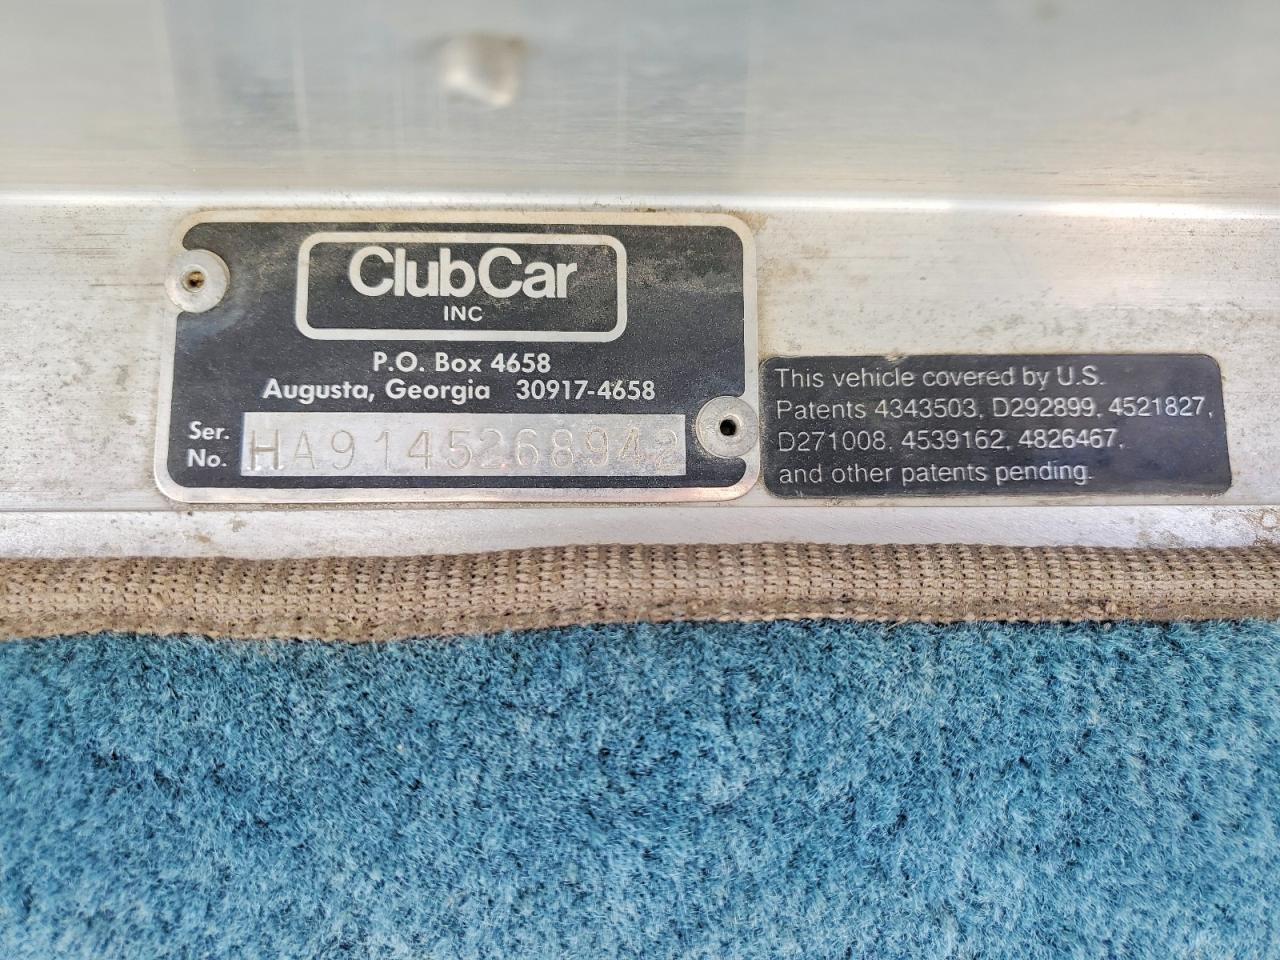 ClubCar
INC
P.O. Box 4658
Augusta, Georgia 30917-4658
Ser.
No. HA9145268942
This vehicle covered by U.S.
Patents 4343503, D292899, 4521827,
D271008, 4539162, 4826467,
and other patents pending.